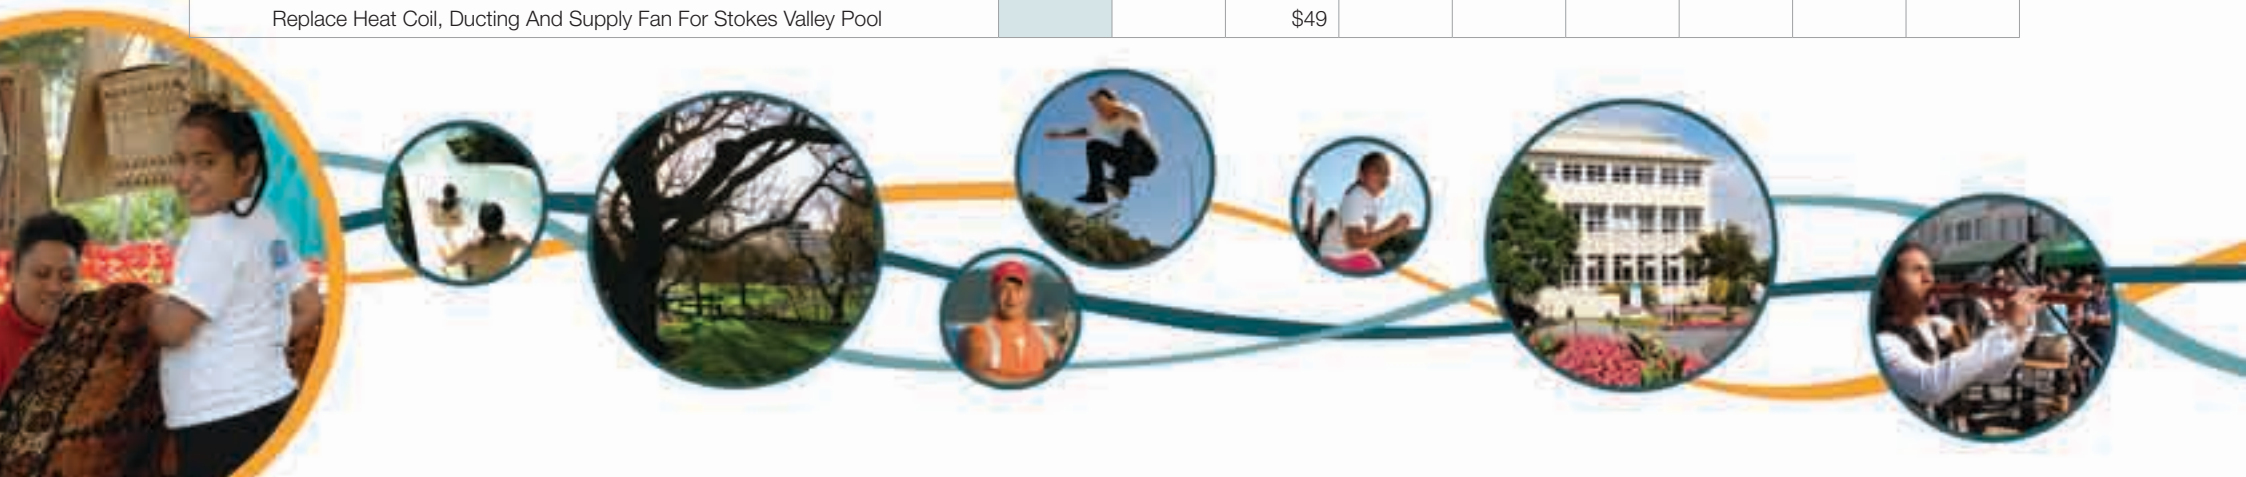 Replace Heat Coil, Ducting And Supply Fan For Stokes Valley Pool $49